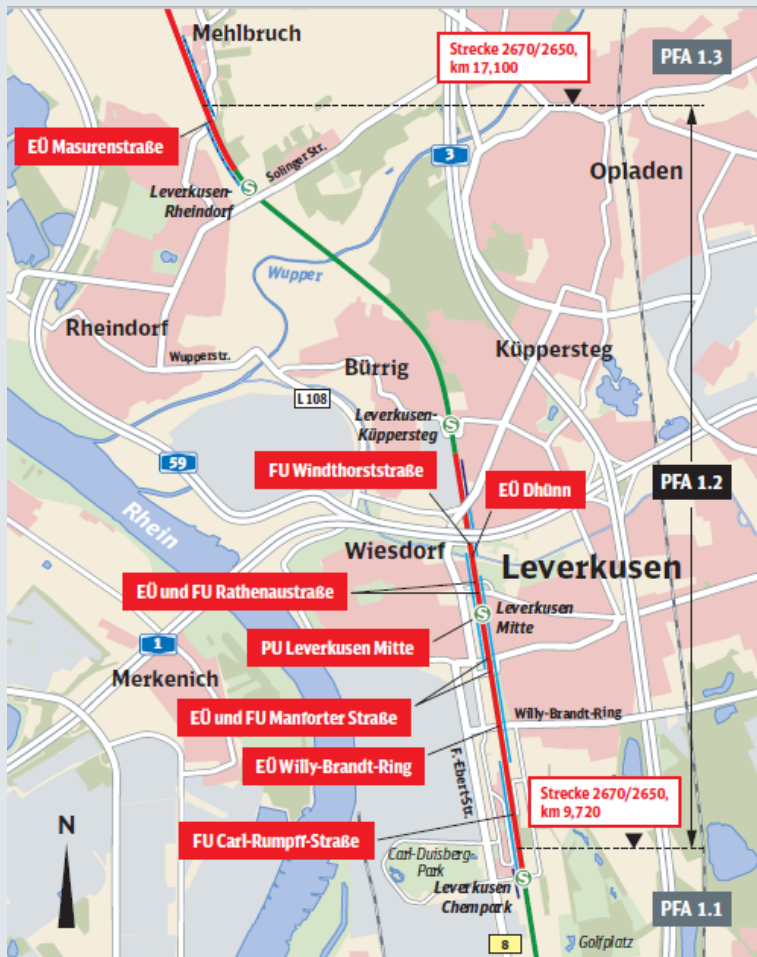 Mehlbruch
Strecke 2670/2650,
km 17,100
PFA 1.3
EÜ Masurenstraße
Solinger Str.
3
Opladen
Leverkusen-
Rheindorf
S
Wupper
Rheindorf
Wupperstr.
Bürrig
Küppersteg
L 108
Leverkusen-
Küppersteg
S
59
FU Windthorststraße
EÜ Dhünn
PFA 1.2
Rhein
Wiesdorf
Leverkusen
EÜ und FU Rathenaustraße
Leverkusen
Mitte
S
1
PU Leverkusen Mitte
Merkenich
EÜ und FU Manforter Straße
Willy-Brandt-Ring
EÜ Willy-Brandt-Ring
F.-Ebert-Str.
Strecke 2670/2650,
km 9,720
N
FU Carl-Rumpff-Straße
Carl-Duisberg-
Park
S
Leverkusen
Chempark
PFA 1.1
8
Golfplatz